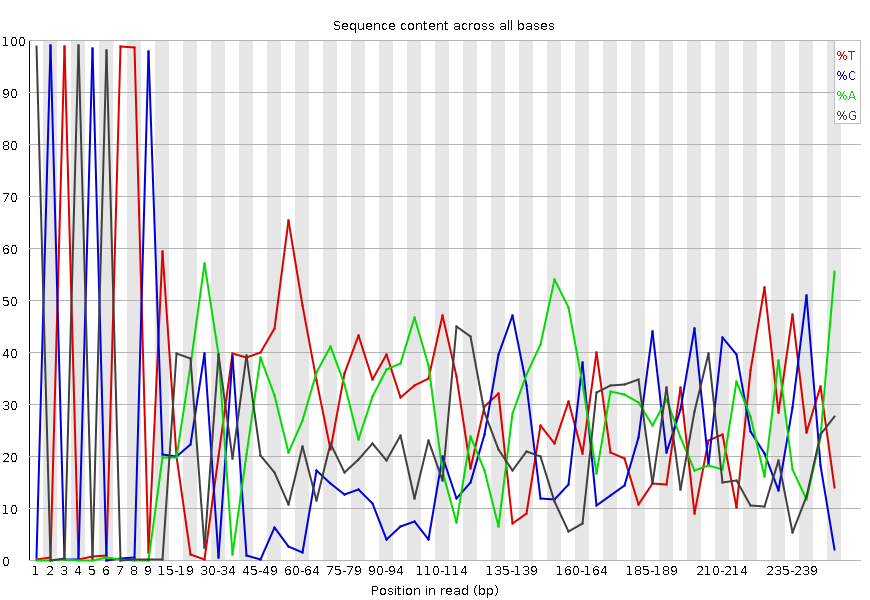 Sequence content across all bases
100
90
80
70
60
50
40
30
20
10
0
%T
%C
%A
%G
1 2 3 4 5 6 7 8 9 15-19 30-34 45-49 60-64 75-79 90-94 110-114 135-139 160-164 185-189 210-214 235-239
Position in read (bp)